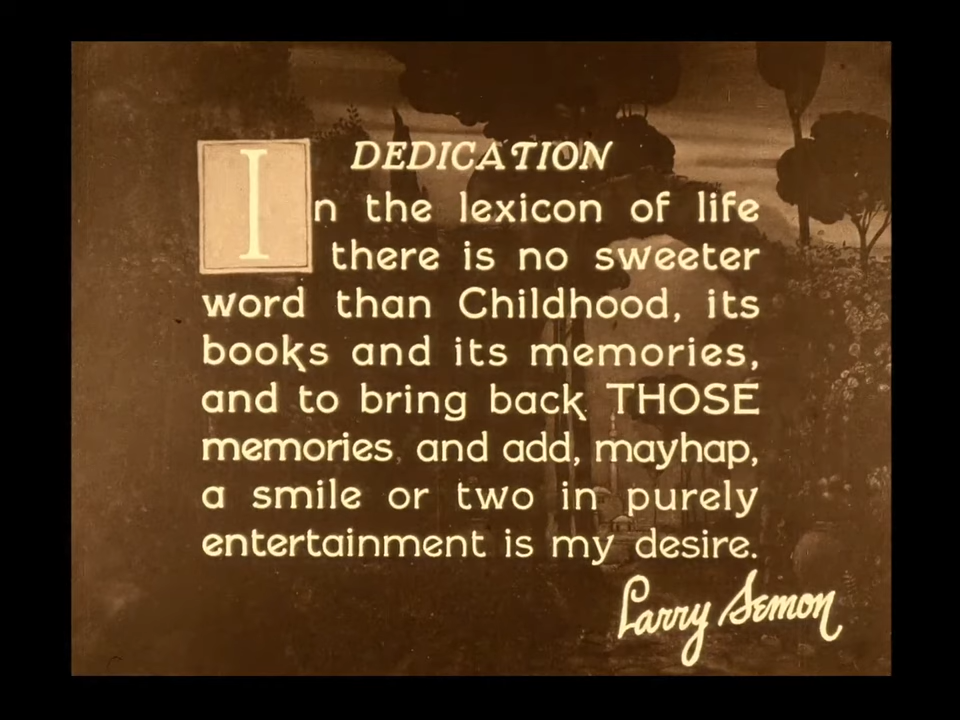 DEDICATION
In the lexicon of life
there is no sweeter
word than Childhood, its
books and its memories,
and to bring back THOSE
memories and add, mayhap,
a smile or two in purely
entertainment is my desire.
Larry Semon